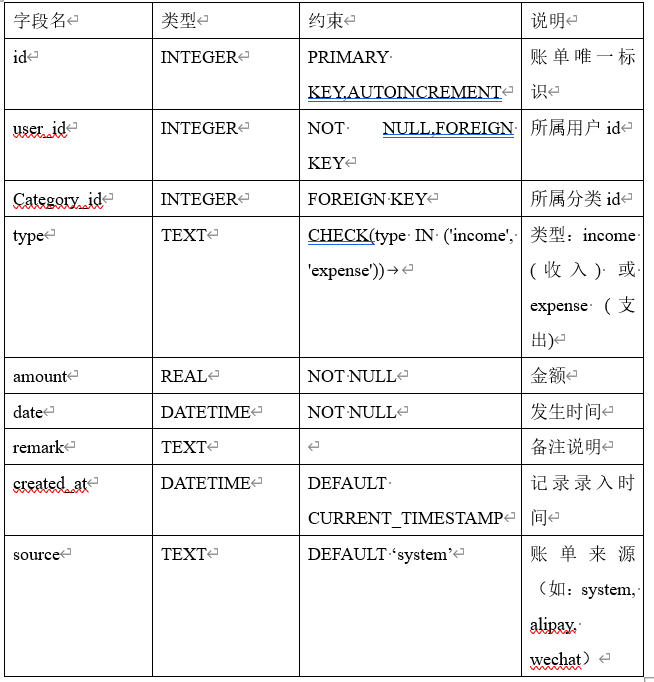 字段名 类型 约束 说明
id INTEGER PRIMARY 账单唯一标
KEY,AUTOINCREMENT 识
user_id INTEGER NOT NULL,FOREIGN 所属用户 id
KEY
Category_id INTEGER FOREIGN KEY 所属分类 id
type TEXT CHECK(type IN ('income', 类型：income
'expense')) (收入) 或
expense (支
出)
amount REAL NOT NULL 金额
date DATETIME NOT NULL 发生时间
remark TEXT 备注说明
created_at DATETIME DEFAULT 记录录入时
CURRENT_TIMESTAMP 间
source TEXT DEFAULT ‘system’ 账单来源
（如：system,
alipay,
wechat）